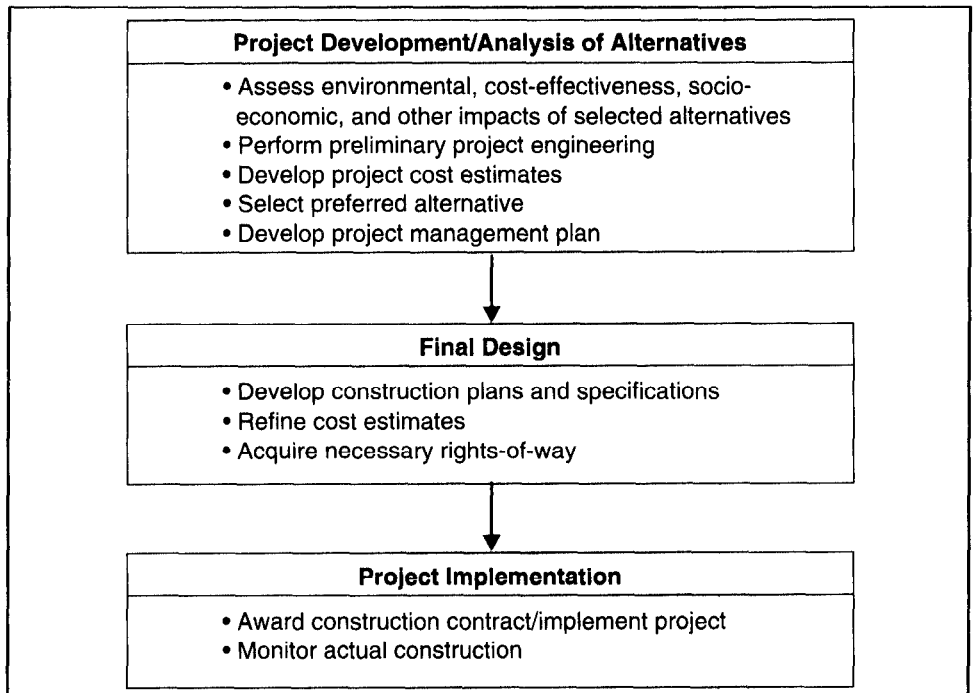 Project Development/Analysis of Alternatives
• Assess environmental, cost-effectiveness, socio-
economic, and other impacts of selected alternatives
• Perform preliminary project engineering
• Develop project cost estimates
• Select preferred alternative
• Develop project management plan
Final Design
• Develop construction plans and specifications
• Refine cost estimates
• Acquire necessary rights-of-way
Project Implementation
• Award construction contract/implement project
• Monitor actual construction